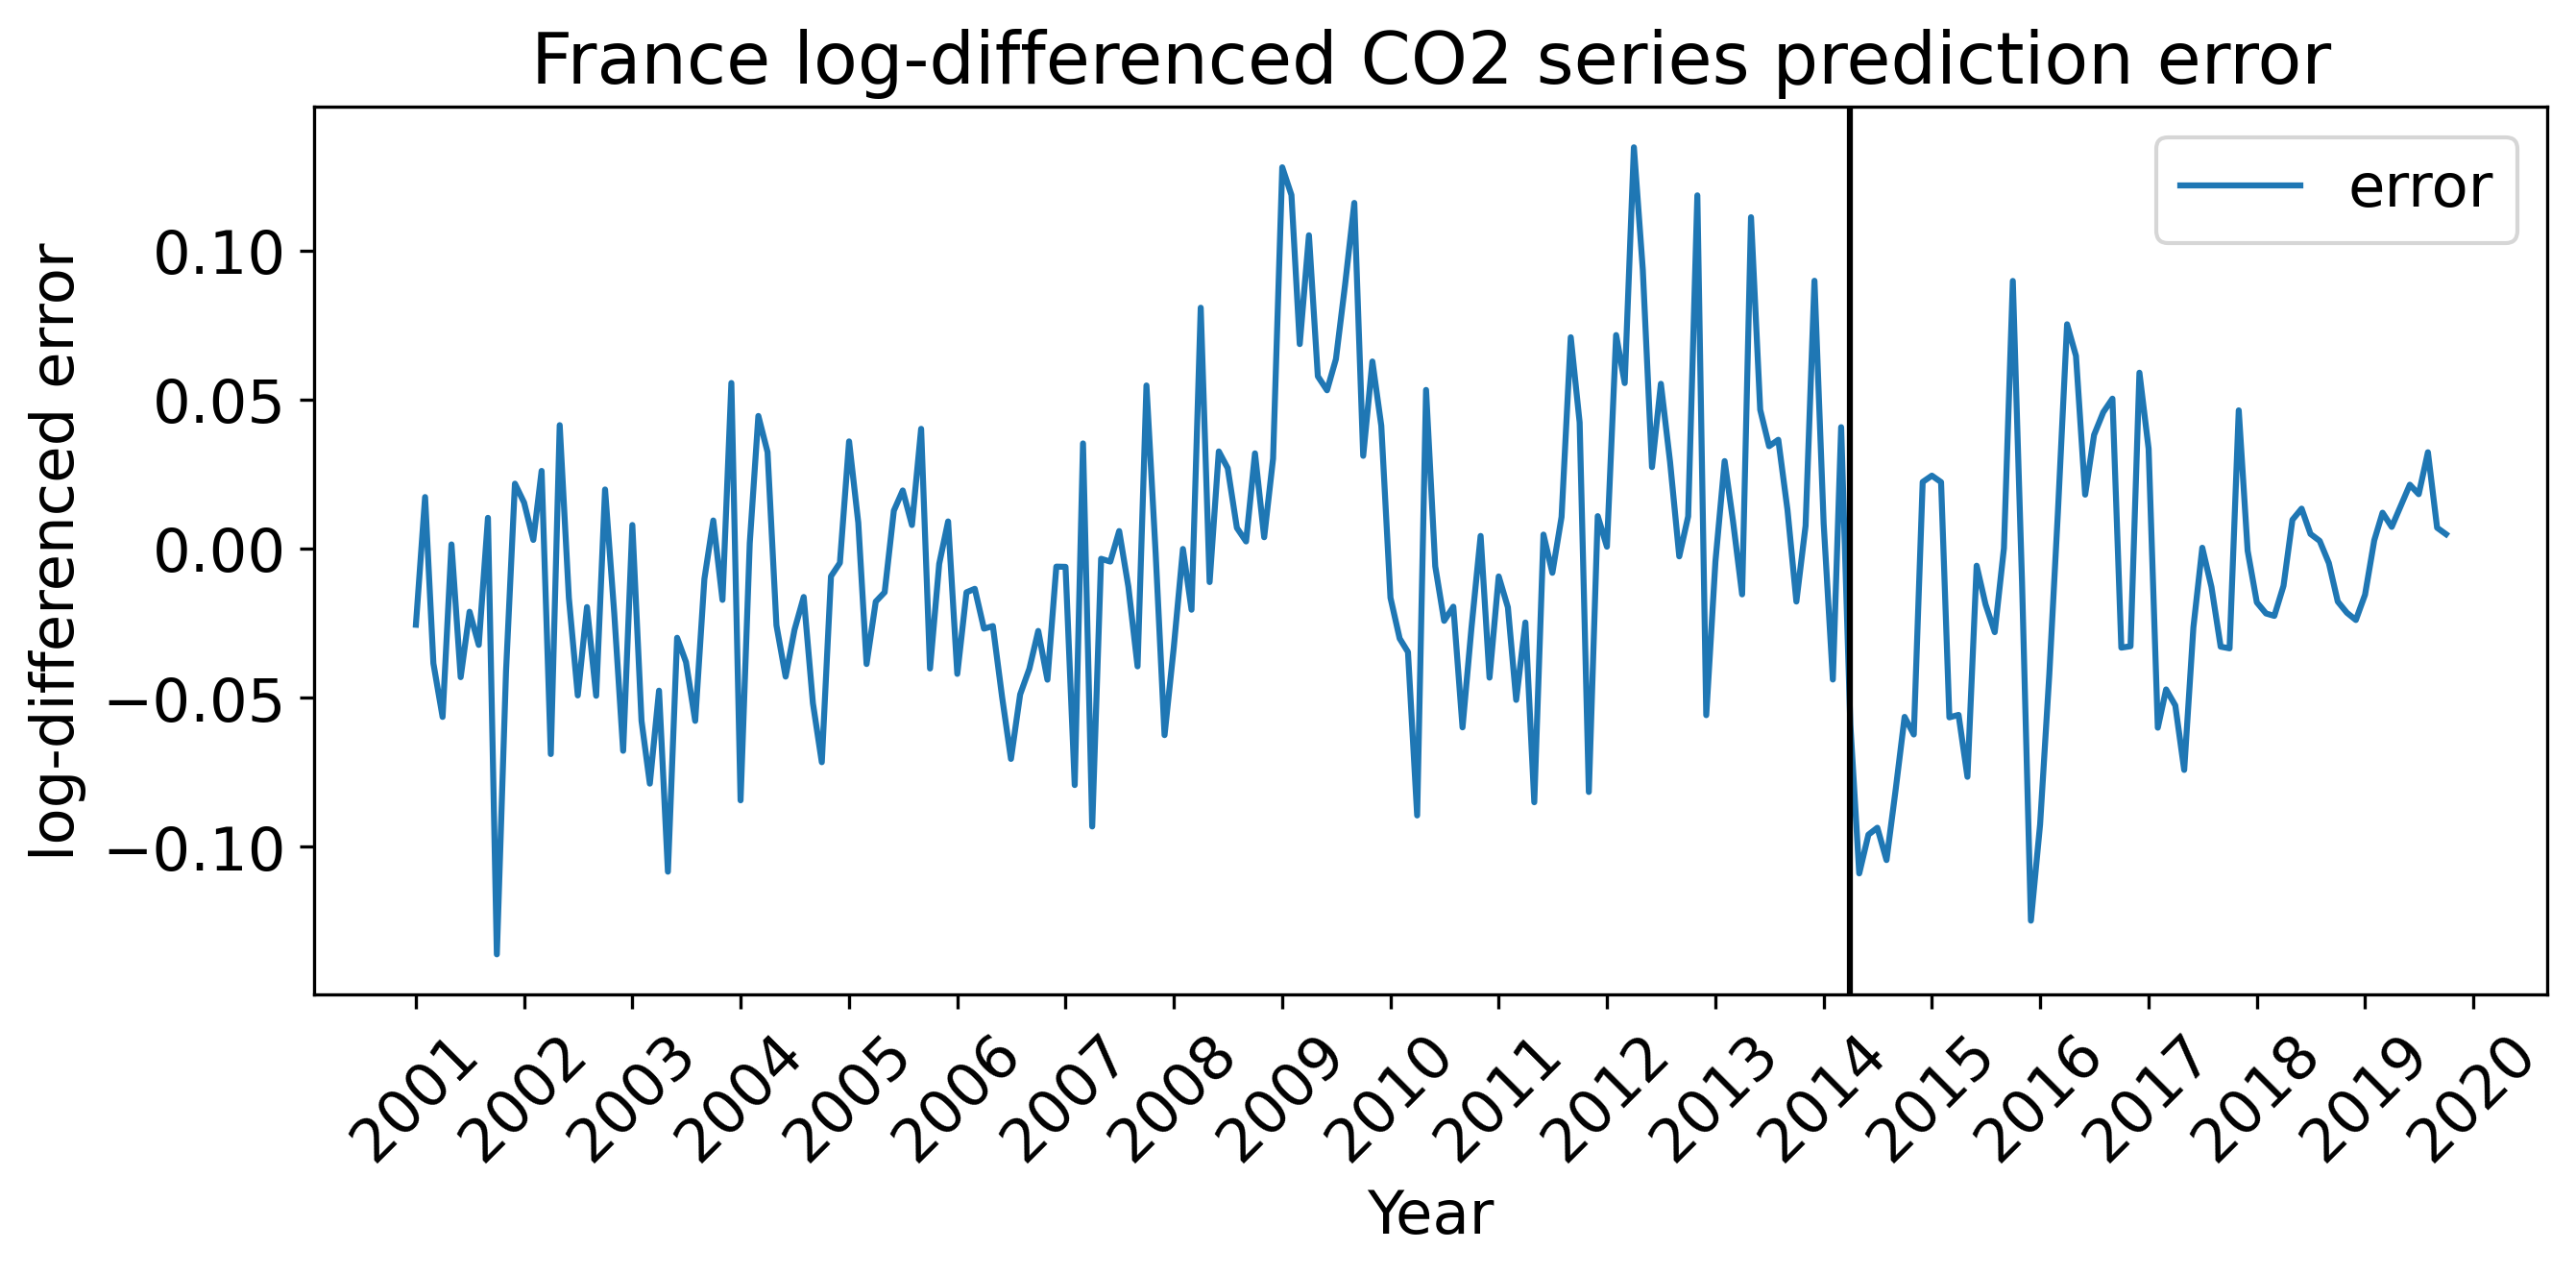 France log-differenced CO2 series prediction error
error
log-differenced error
0.10
0.05
0.00
−0.05
−0.10
2001 2002 2003 2004 2005 2006 2007 2008 2009 2010 2011 2012 2013 2014 2015 2016 2017 2018 2019 2020
Year